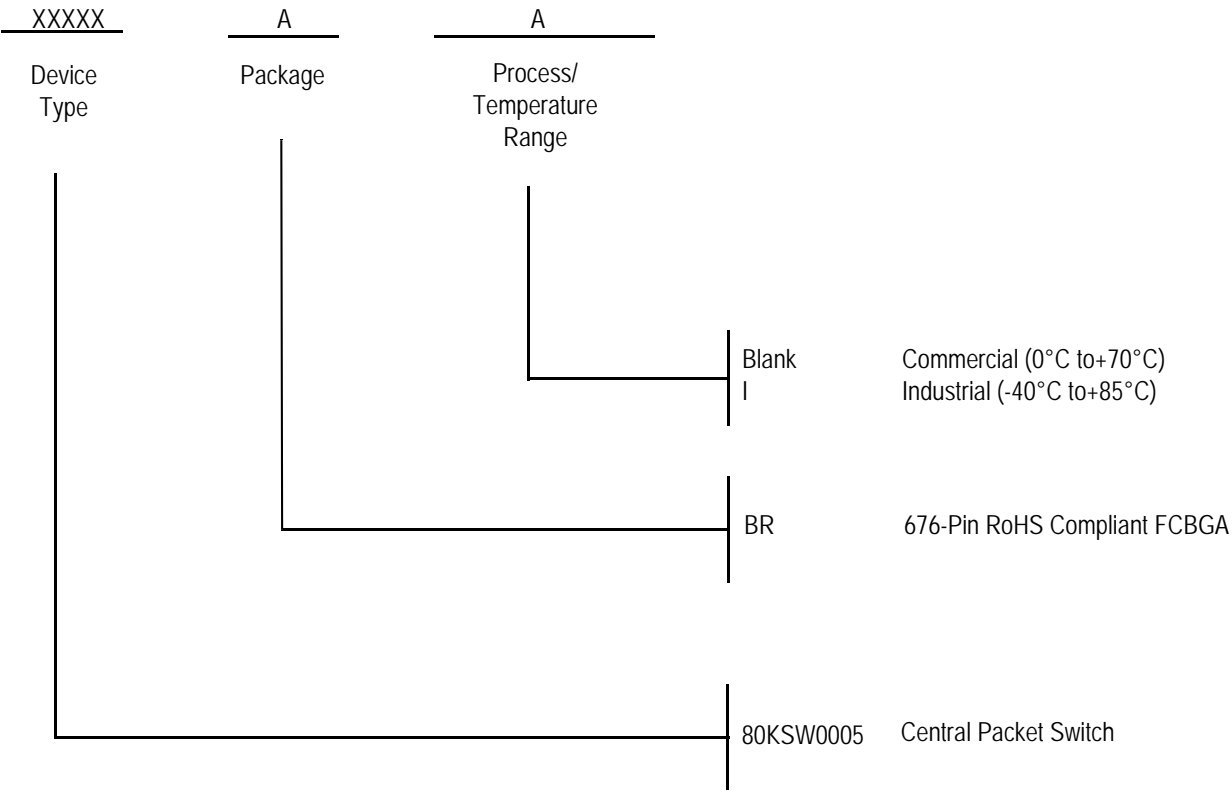 XXXXX A A
Device
Type
Package
Process/
Temperature
Range
Blank Commercial (0°C to+70°C)
I Industrial (-40°C to+85°C)
BR 676-Pin RoHS Compliant FCBGA
80KSW0005 Central Packet Switch